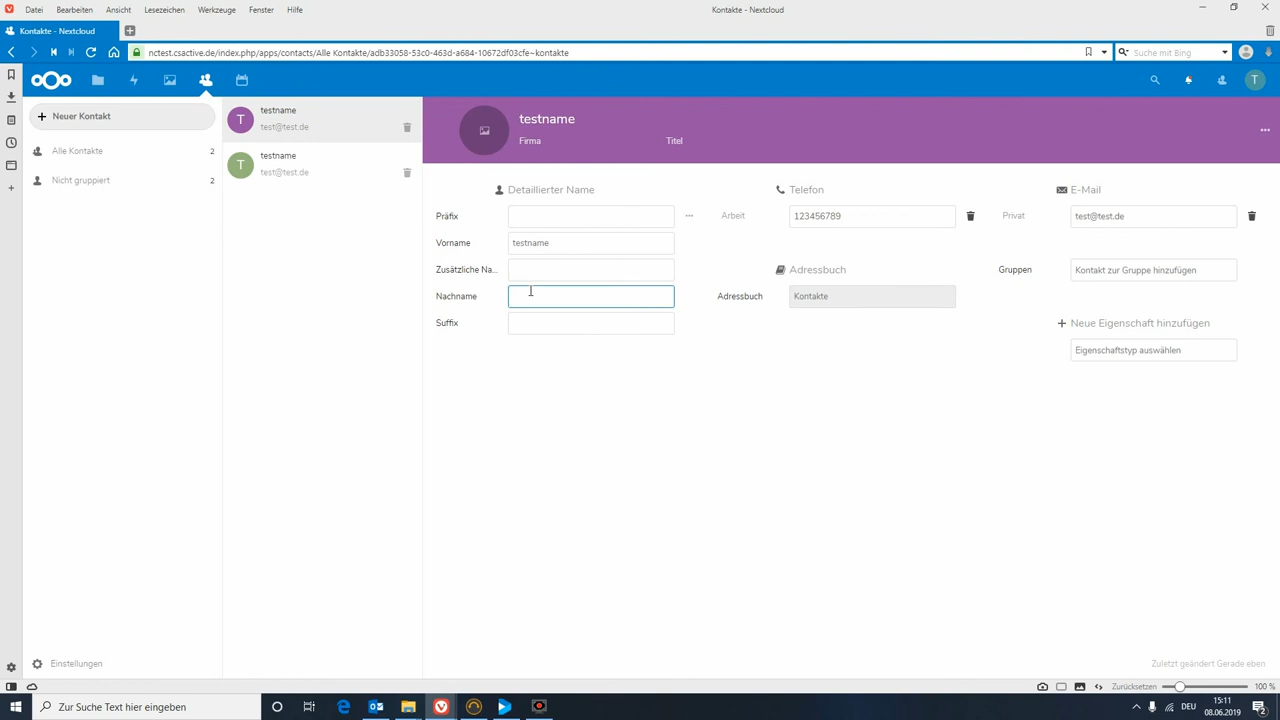 Datei Bearbeiten Ansicht Lesezeichen Werkzeuge Fenster Hilfe
Kontakte - Nextcloud
Kontakte - Nextcloud
nctest.csactive.de/index.php/apps/contacts/Alle Kontakte/adb33058-53c0-463d-a684-10672df03cfe~kontakte
Suche mit Bing
T
Neuer Kontakt
Alle Kontakte 2
Nicht gruppiert 2
T
testname
test@test.de
T
testname
test@test.de
testname
Firma Titel
Detaillierter Name
Präfix
Vorname testname
Zusätzliche Na...
Nachname
Suffix
Telefon
Arbeit 123456789
Adressbuch
Adressbuch Kontakte
E-Mail
Privat test@test.de
Gruppen Kontakt zur Gruppe hinzufügen
Neue Eigenschaft hinzufügen
Eigenschaftstyp auswählen
Einstellungen
Zuletzt geändert Gerade eben
Zurücksetzen 100 %
Zur Suche Text hier eingeben
DEU
15:11
08.06.2019
2